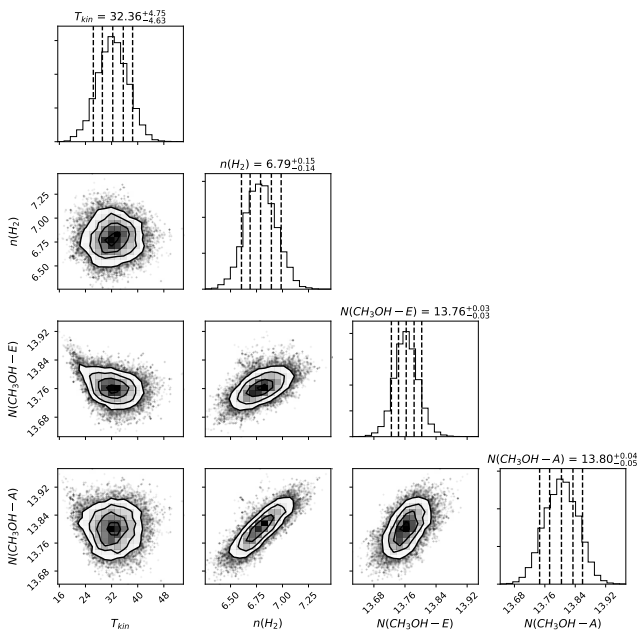 T_kin = 32.36^{+4.75}_{-4.63}
n(H_2) = 6.79^{+0.15}_{-0.14}
n(H_2)
7.25
7.00
6.75
6.50
N(CH_3OH−E) = 13.76^{+0.03}_{-0.03}
N(CH_3OH−E)
13.92
13.84
13.76
13.68
N(CH_3OH−A) = 13.80^{+0.04}_{-0.05}
N(CH_3OH−A)
13.92
13.84
13.76
13.68
16 24 32 40 48
6.50 6.75 7.00 7.25
13.68 13.76 13.84 13.92
13.68 13.76 13.84 13.92
T_kin
n(H_2)
N(CH_3OH−E)
N(CH_3OH−A)